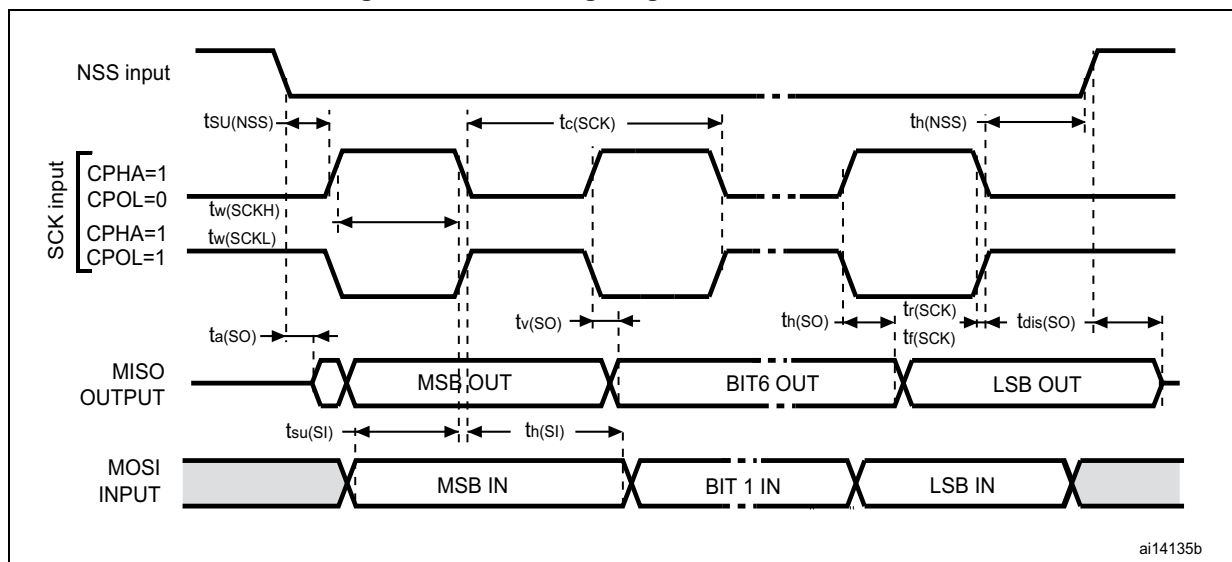 NSS input
tSU(NSS)
tc(SCK)
th(NSS)
SCK input
CPHA=1
CPOL=0
tw(SCKH)
CPHA=1
tw(SCKL)
CPOL=1
ta(SO)
tv(SO)
th(SO)
tr(SCK)
tf(SCK)
tdis(SO)
MISO
OUTPUT
MSB OUT
BIT6 OUT
LSB OUT
tsu(SI)
th(SI)
MOSI
INPUT
MSB IN
BIT 1 IN
LSB IN
ai14135b